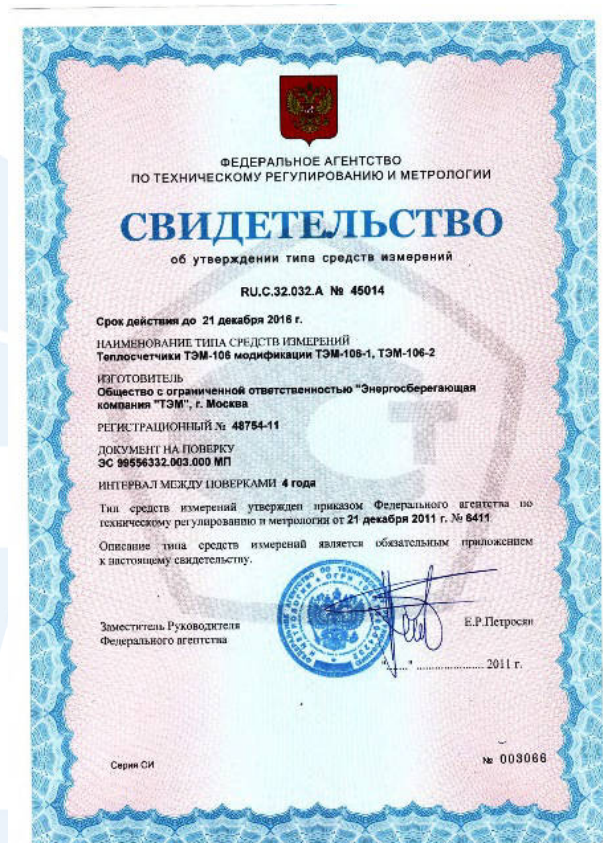 ФЕДЕРАЛЬНОЕ АГЕНТСТВО
ПО ТЕХНИЧЕСКОМУ РЕГУЛИРОВАНИЮ И МЕТРОЛОГИИ
СВИДЕТЕЛЬСТВО
об утверждении типа средств измерений
RU.C.32.032.A № 45014
Срок действия до 21 декабря 2016 г.
НАИМЕНОВАНИЕ ТИПА СРЕДСТВ ИЗМЕРЕНИЙ
Теплосчетчики ТЭМ-106 модификации ТЭМ-106-1, ТЭМ-106-2
ИЗГОТОВИТЕЛЬ
Общество с ограниченной ответственностью "Энергосберегающая
компания "ТЭМ", г. Москва
РЕГИСТРАЦИОННЫЙ № 48754-11
ДОКУМЕНТ НА ПОВЕРКУ
ЭС 99556332.003.000 МП
ИНТЕРВАЛ МЕЖДУ ПОВЕРКАМИ 4 года
Тип средств измерений утвержден приказом Федерального агентства по
техническому регулированию и метрологии от 21 декабря 2011 г. № 6411
Описание типа средств измерений является обязательным приложением
к настоящему свидетельству.
Заместитель Руководителя
Федерального агентства
Е.Р.Петросян
"......" .................... 2011 г.
Серия СИ
№ 003066